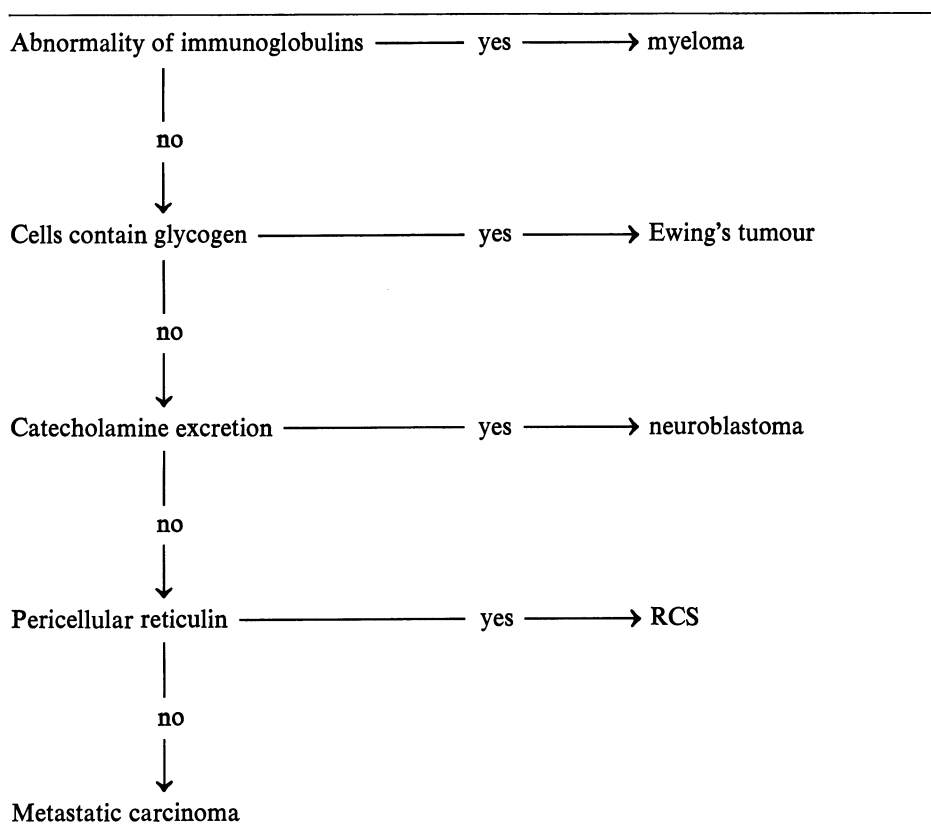 Abnormality of immunoglobulins yes myeloma
no
Cells contain glycogen yes Ewing's tumour
no
Catecholamine excretion yes neuroblastoma
no
Pericellular reticulin yes RCS
no
Metastatic carcinoma